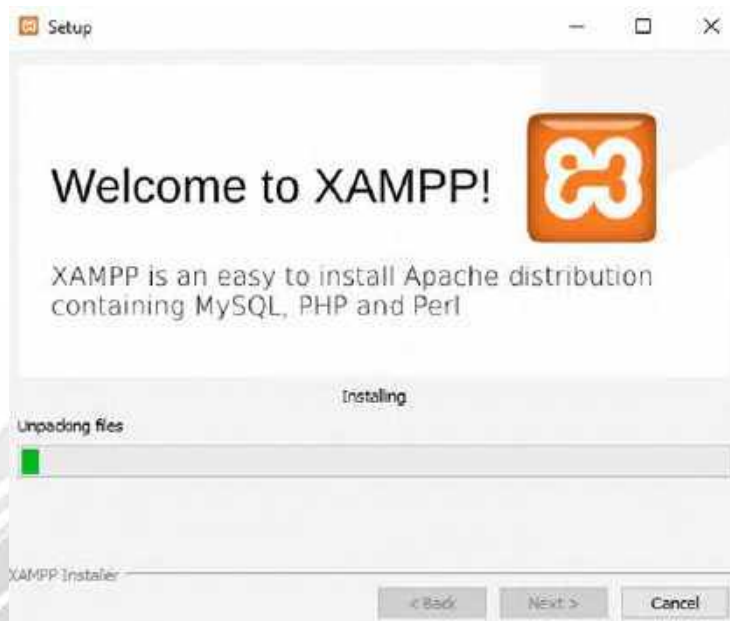 Setup
Welcome to XAMPP!
XAMPP is an easy to install Apache distribution
containing MySQL, PHP and Perl
Installing
Unpacking files
XAMPP Installer
< Back
Next >
Cancel